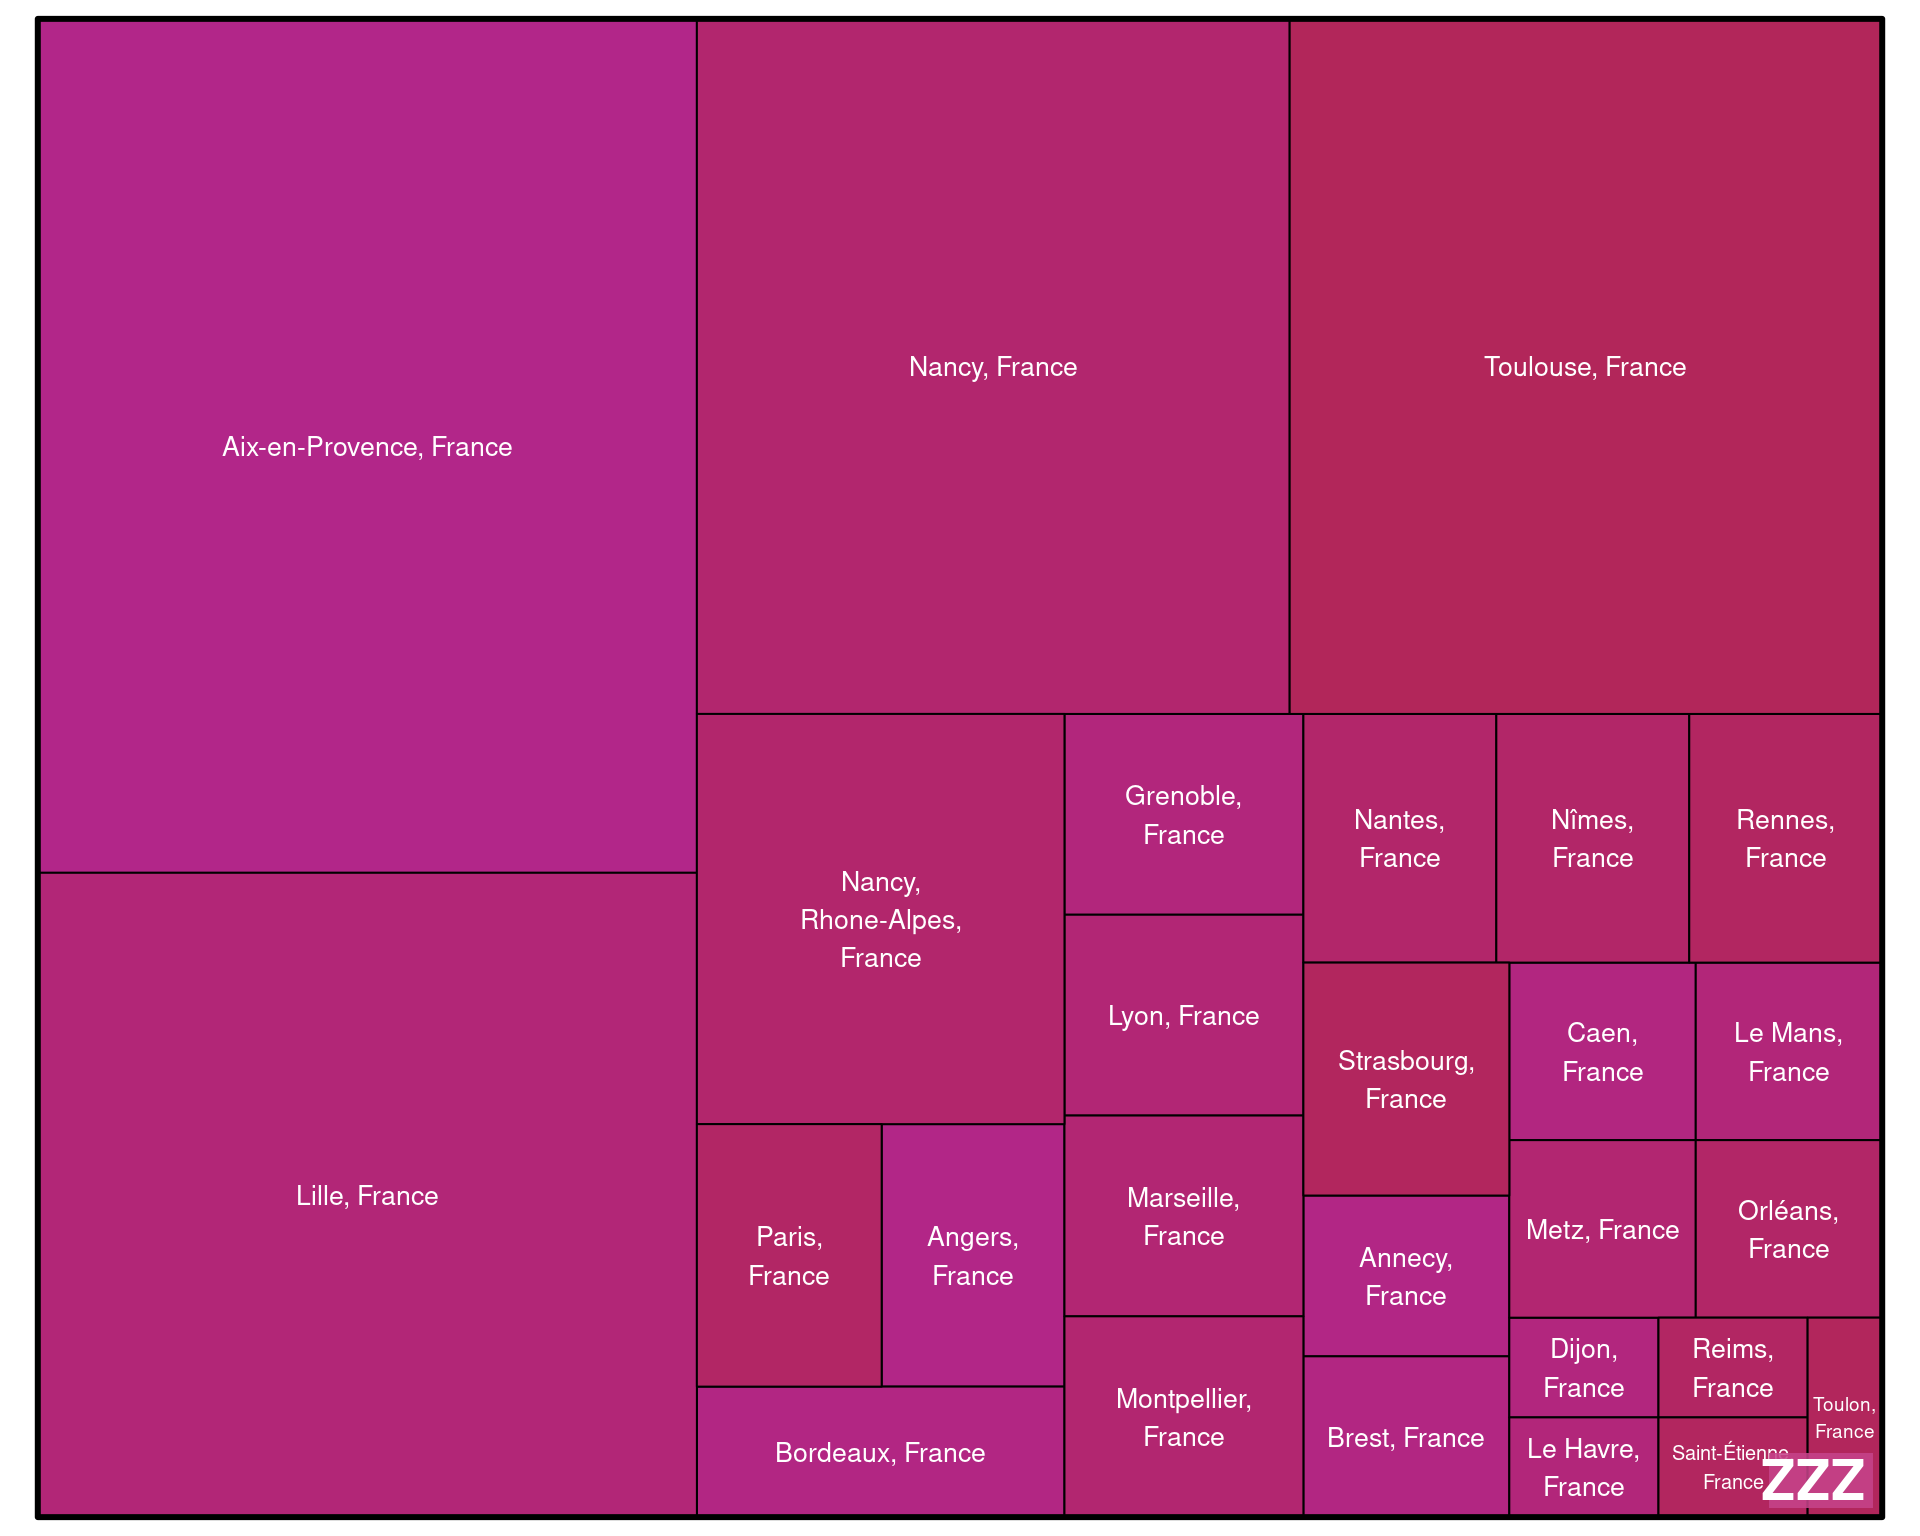 Aix-en-Provence, France
Nancy, France
Toulouse, France
Lille, France
Nancy,
Rhone-Alpes,
France
Grenoble,
France
Nantes,
France
Nîmes,
France
Rennes,
France
Lyon, France
Strasbourg,
France
Caen,
France
Le Mans,
France
Paris,
France
Angers,
France
Marseille,
France
Annecy,
France
Metz, France
Orléans,
France
Bordeaux, France
Montpellier,
France
Brest, France
Dijon,
France
Reims,
France
Toulon,
France
Le Havre,
France
Saint-Étienne
France
ZZZ